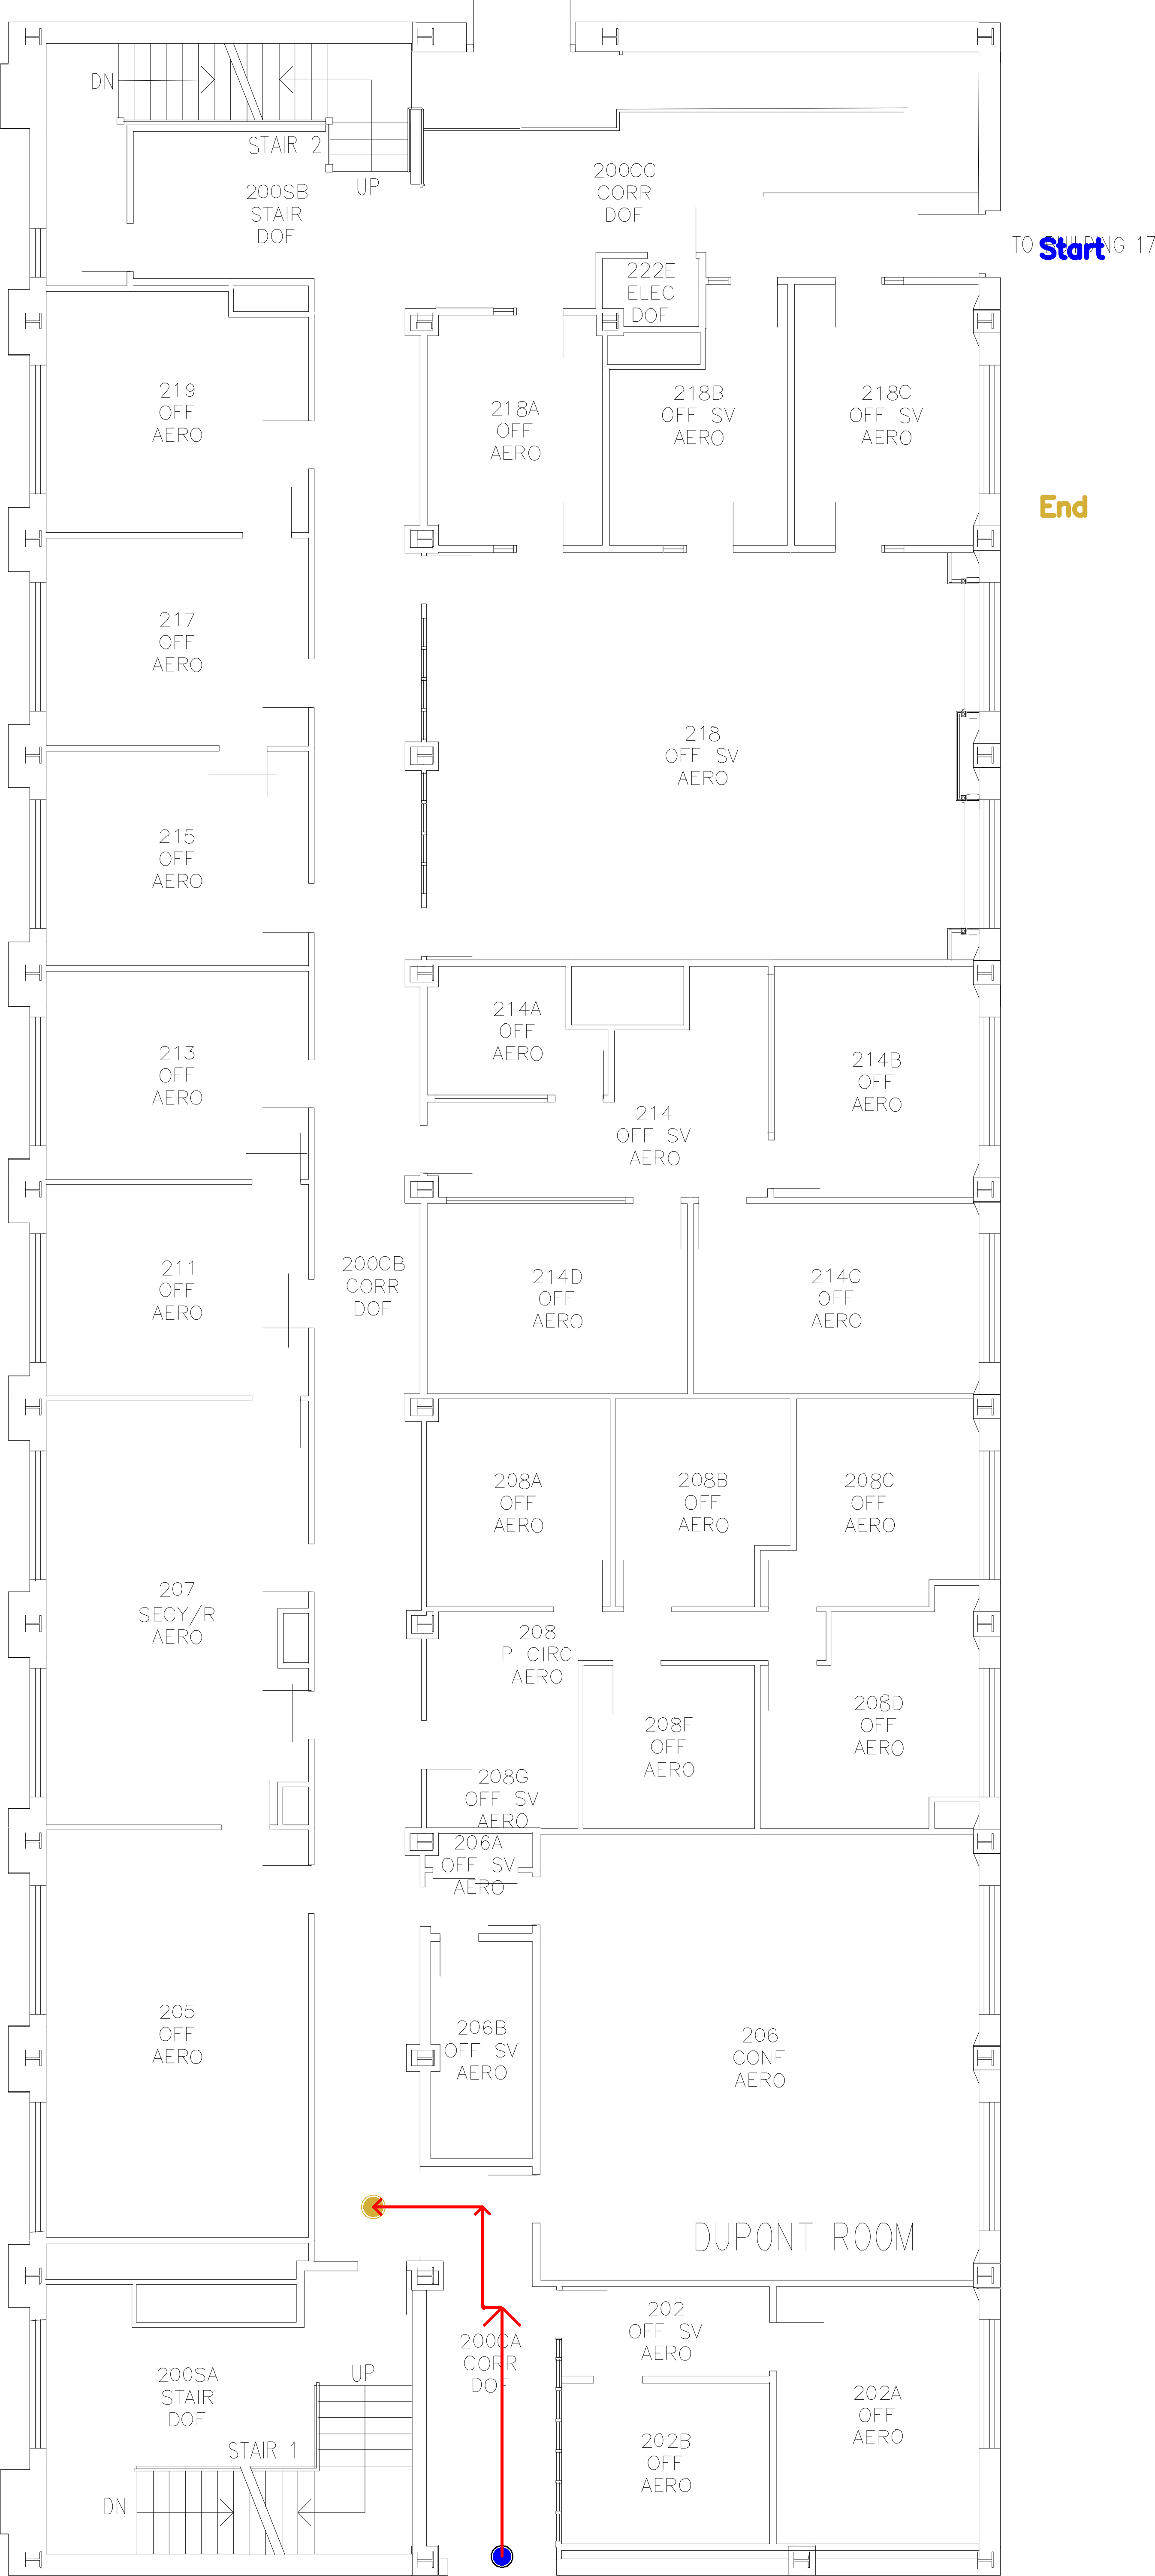 DN
STAIR 2
UP
200SB
STAIR
DOF
200CC
CORR
DOF
TO BUILDING 17
Start
222E
ELEC
DOF
219
OFF
AERO
218A
OFF
AERO
218B
OFF SV
AERO
218C
OFF SV
AERO
End
217
OFF
AERO
218
OFF SV
AERO
215
OFF
AERO
214A
OFF
AERO
213
OFF
AERO
214B
OFF
AERO
214
OFF SV
AERO
211
OFF
AERO
200CB
CORR
DOF
214D
OFF
AERO
214C
OFF
AERO
208A
OFF
AERO
208B
OFF
AERO
208C
OFF
AERO
207
SECY/R
AERO
208
P CIRC
AERO
208F
OFF
AERO
208D
OFF
AERO
208G
OFF SV
AERO
206A
OFF SV
AERO
205
OFF
AERO
206B
OFF SV
AERO
206
CONF
AERO
DUPONT ROOM
202
OFF SV
AERO
200CA
CORR
DOF
200SA
STAIR
DOF
UP
202A
OFF
AERO
202B
OFF
AERO
STAIR 1
DN